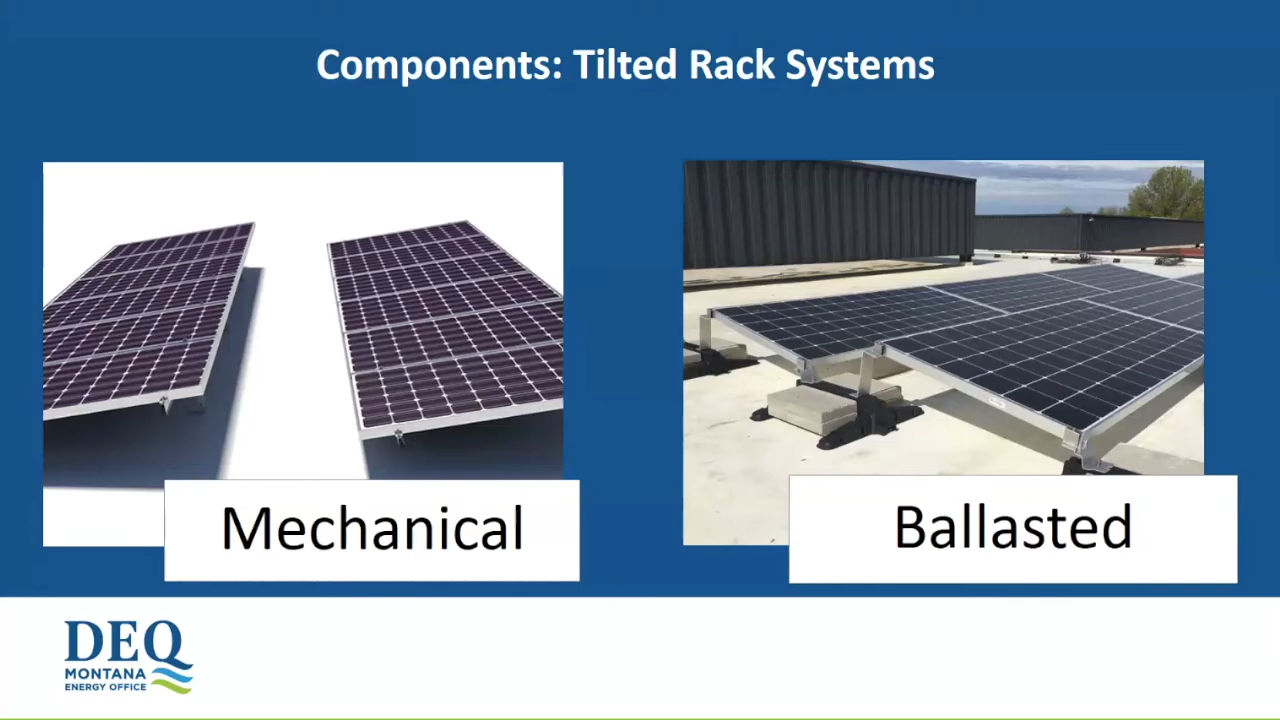 Components: Tilted Rack Systems
Mechanical
Ballasted
DEQ
MONTANA
ENERGY OFFICE